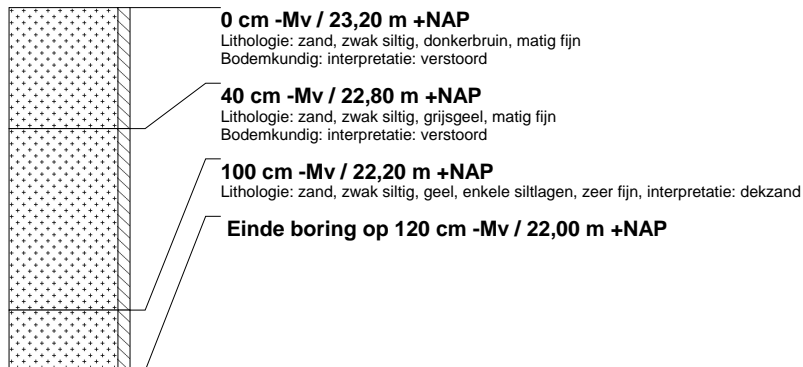 0 cm -Mv / 23,20 m +NAP
Lithologie: zand, zwak siltig, donkerbruin, matig fijn
Bodemkundig: interpretatie: verstoord
40 cm -Mv / 22,80 m +NAP
Lithologie: zand, zwak siltig, grijsgeel, matig fijn
Bodemkundig: interpretatie: verstoord
100 cm -Mv / 22,20 m +NAP
Lithologie: zand, zwak siltig, geel, enkele siltlagen, zeer fijn, interpretatie: dekzand
Einde boring op 120 cm -Mv / 22,00 m +NAP